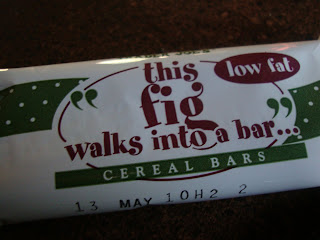 this
low fat
fig
walks into a bar...
CEREAL BARS
13 MAY 10H2 2